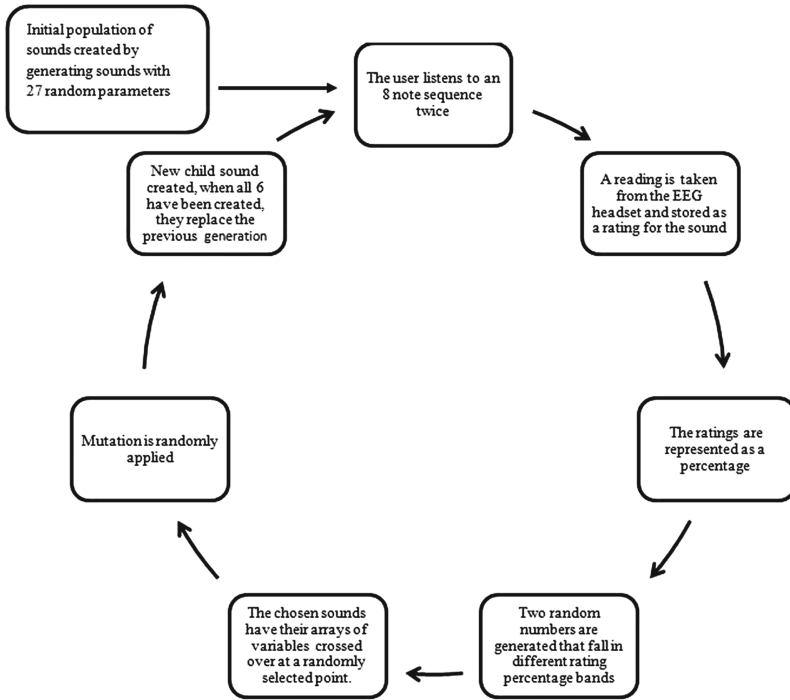 Initial population of
sounds created by
generating sounds with
27 random parameters
The user listens to an
8 note sequence
twice
A reading is taken
from the EEG
headset and stored as
a rating for the sound
The ratings are
represented as a
percentage
Two random
numbers are
generated that fall in
different rating
percentage bands
The chosen sounds
have their arrays of
variables crossed
over at a randomly
selected point.
Mutation is randomly
applied
New child sound
created, when all 6
have been created,
they replace the
previous generation